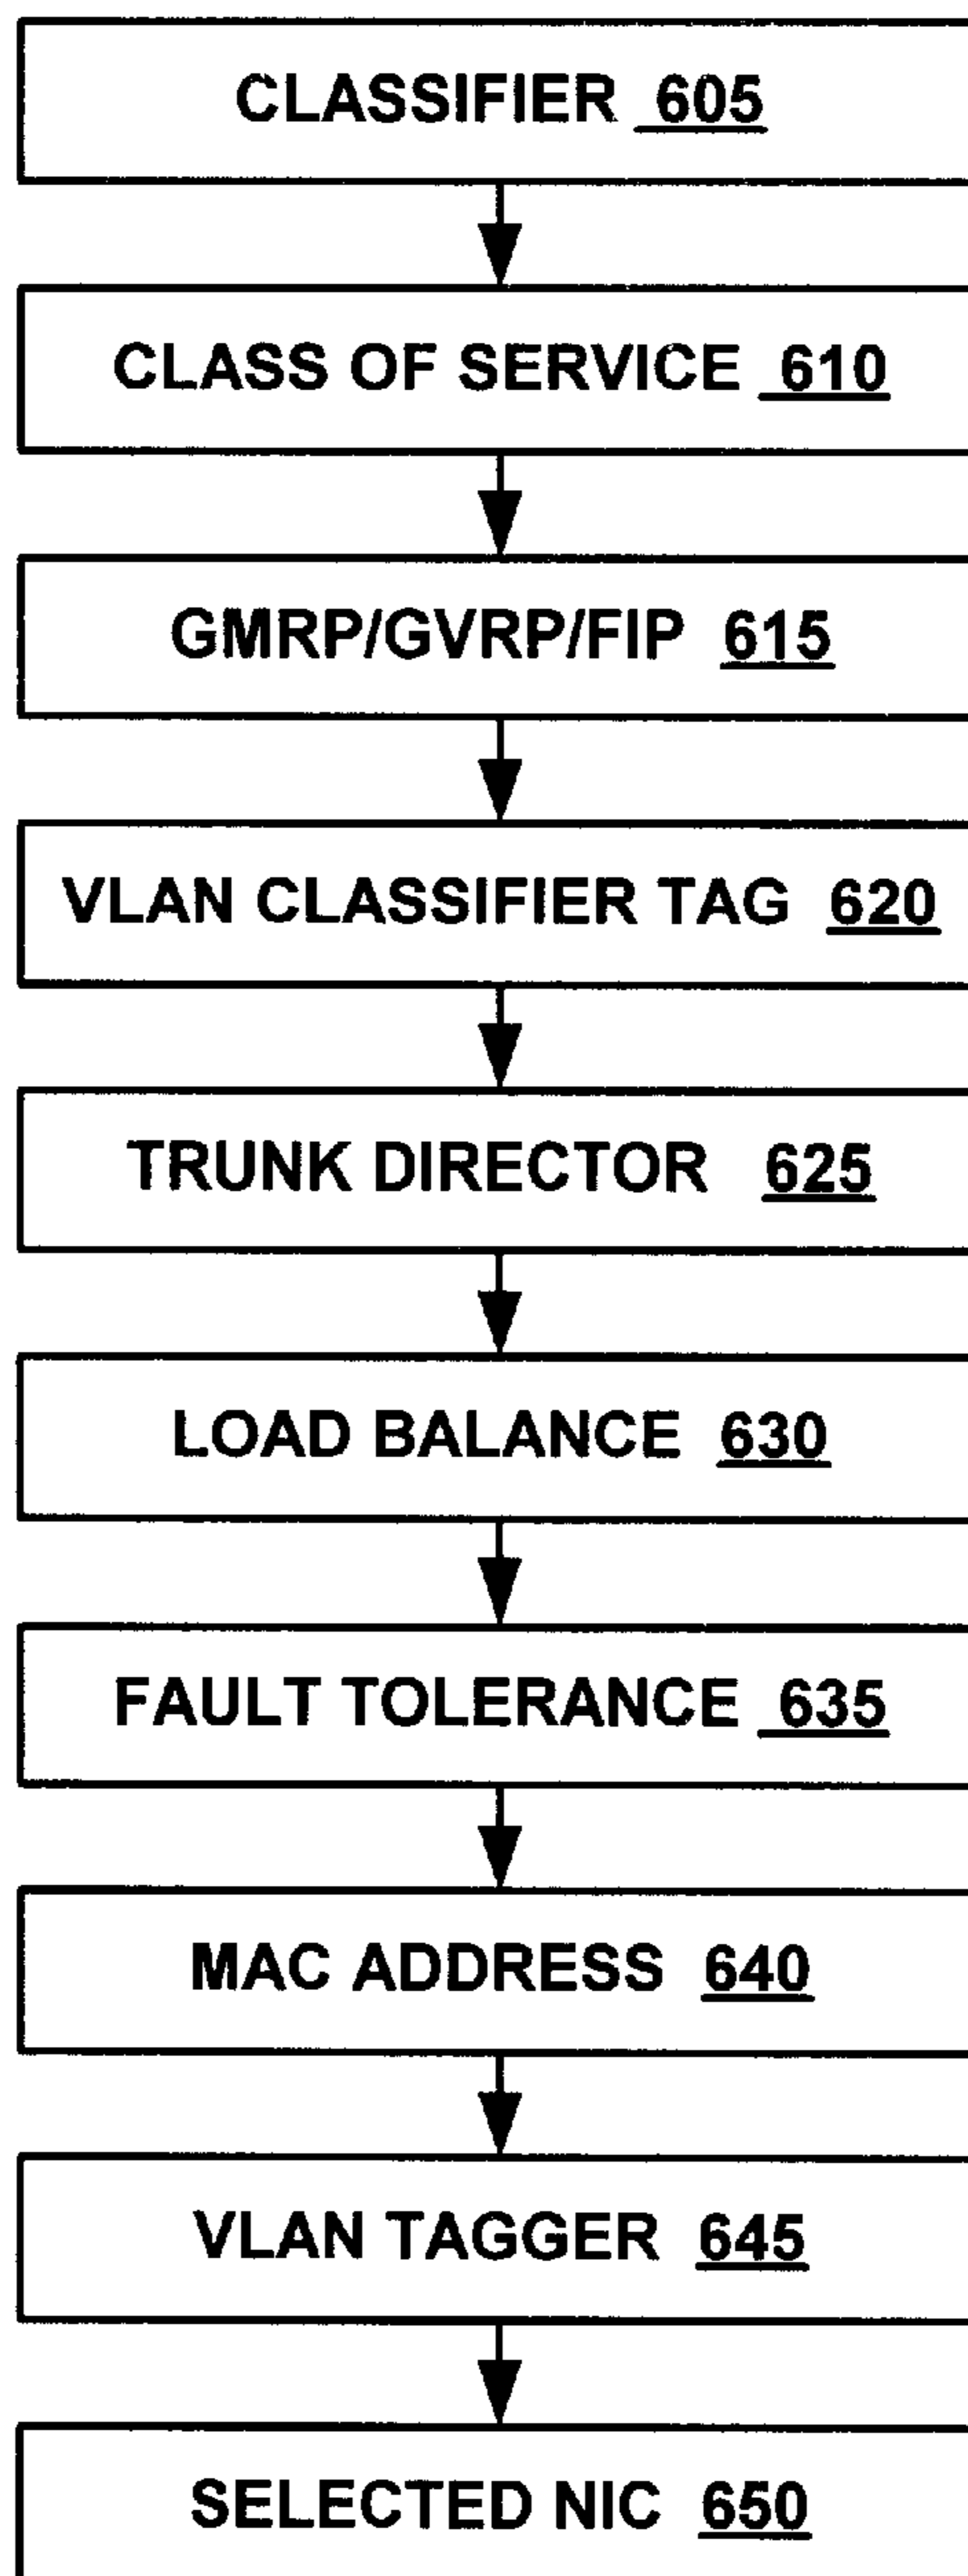 CLASSIFIER 605
CLASS OF SERVICE 610
GMRP/GVRP/FIP 615
VLAN CLASSIFIER TAG 620
TRUNK DIRECTOR 625
LOAD BALANCE 630
FAULT TOLERANCE 635
MAC ADDRESS 640
VLAN TAGGER 645
SELECTED NIC 650